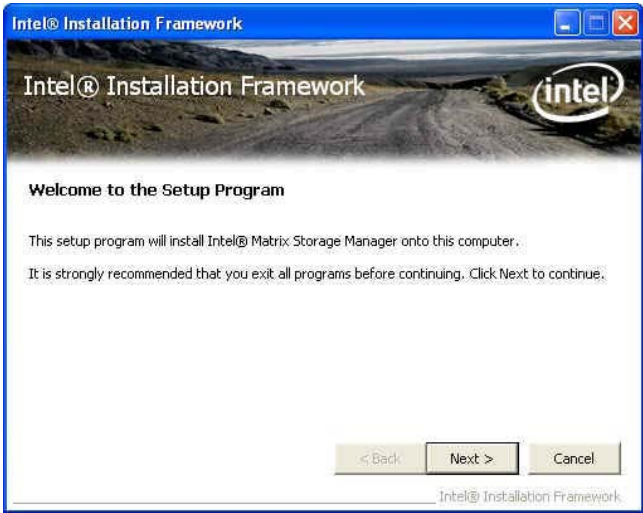 Intel® Installation Framework
Intel® Installation Framework
intel
Welcome to the Setup Program
This setup program will install Intel® Matrix Storage Manager onto this computer.
It is strongly recommended that you exit all programs before continuing. Click Next to continue.
< Back Next > Cancel
Intel® Installation Framework